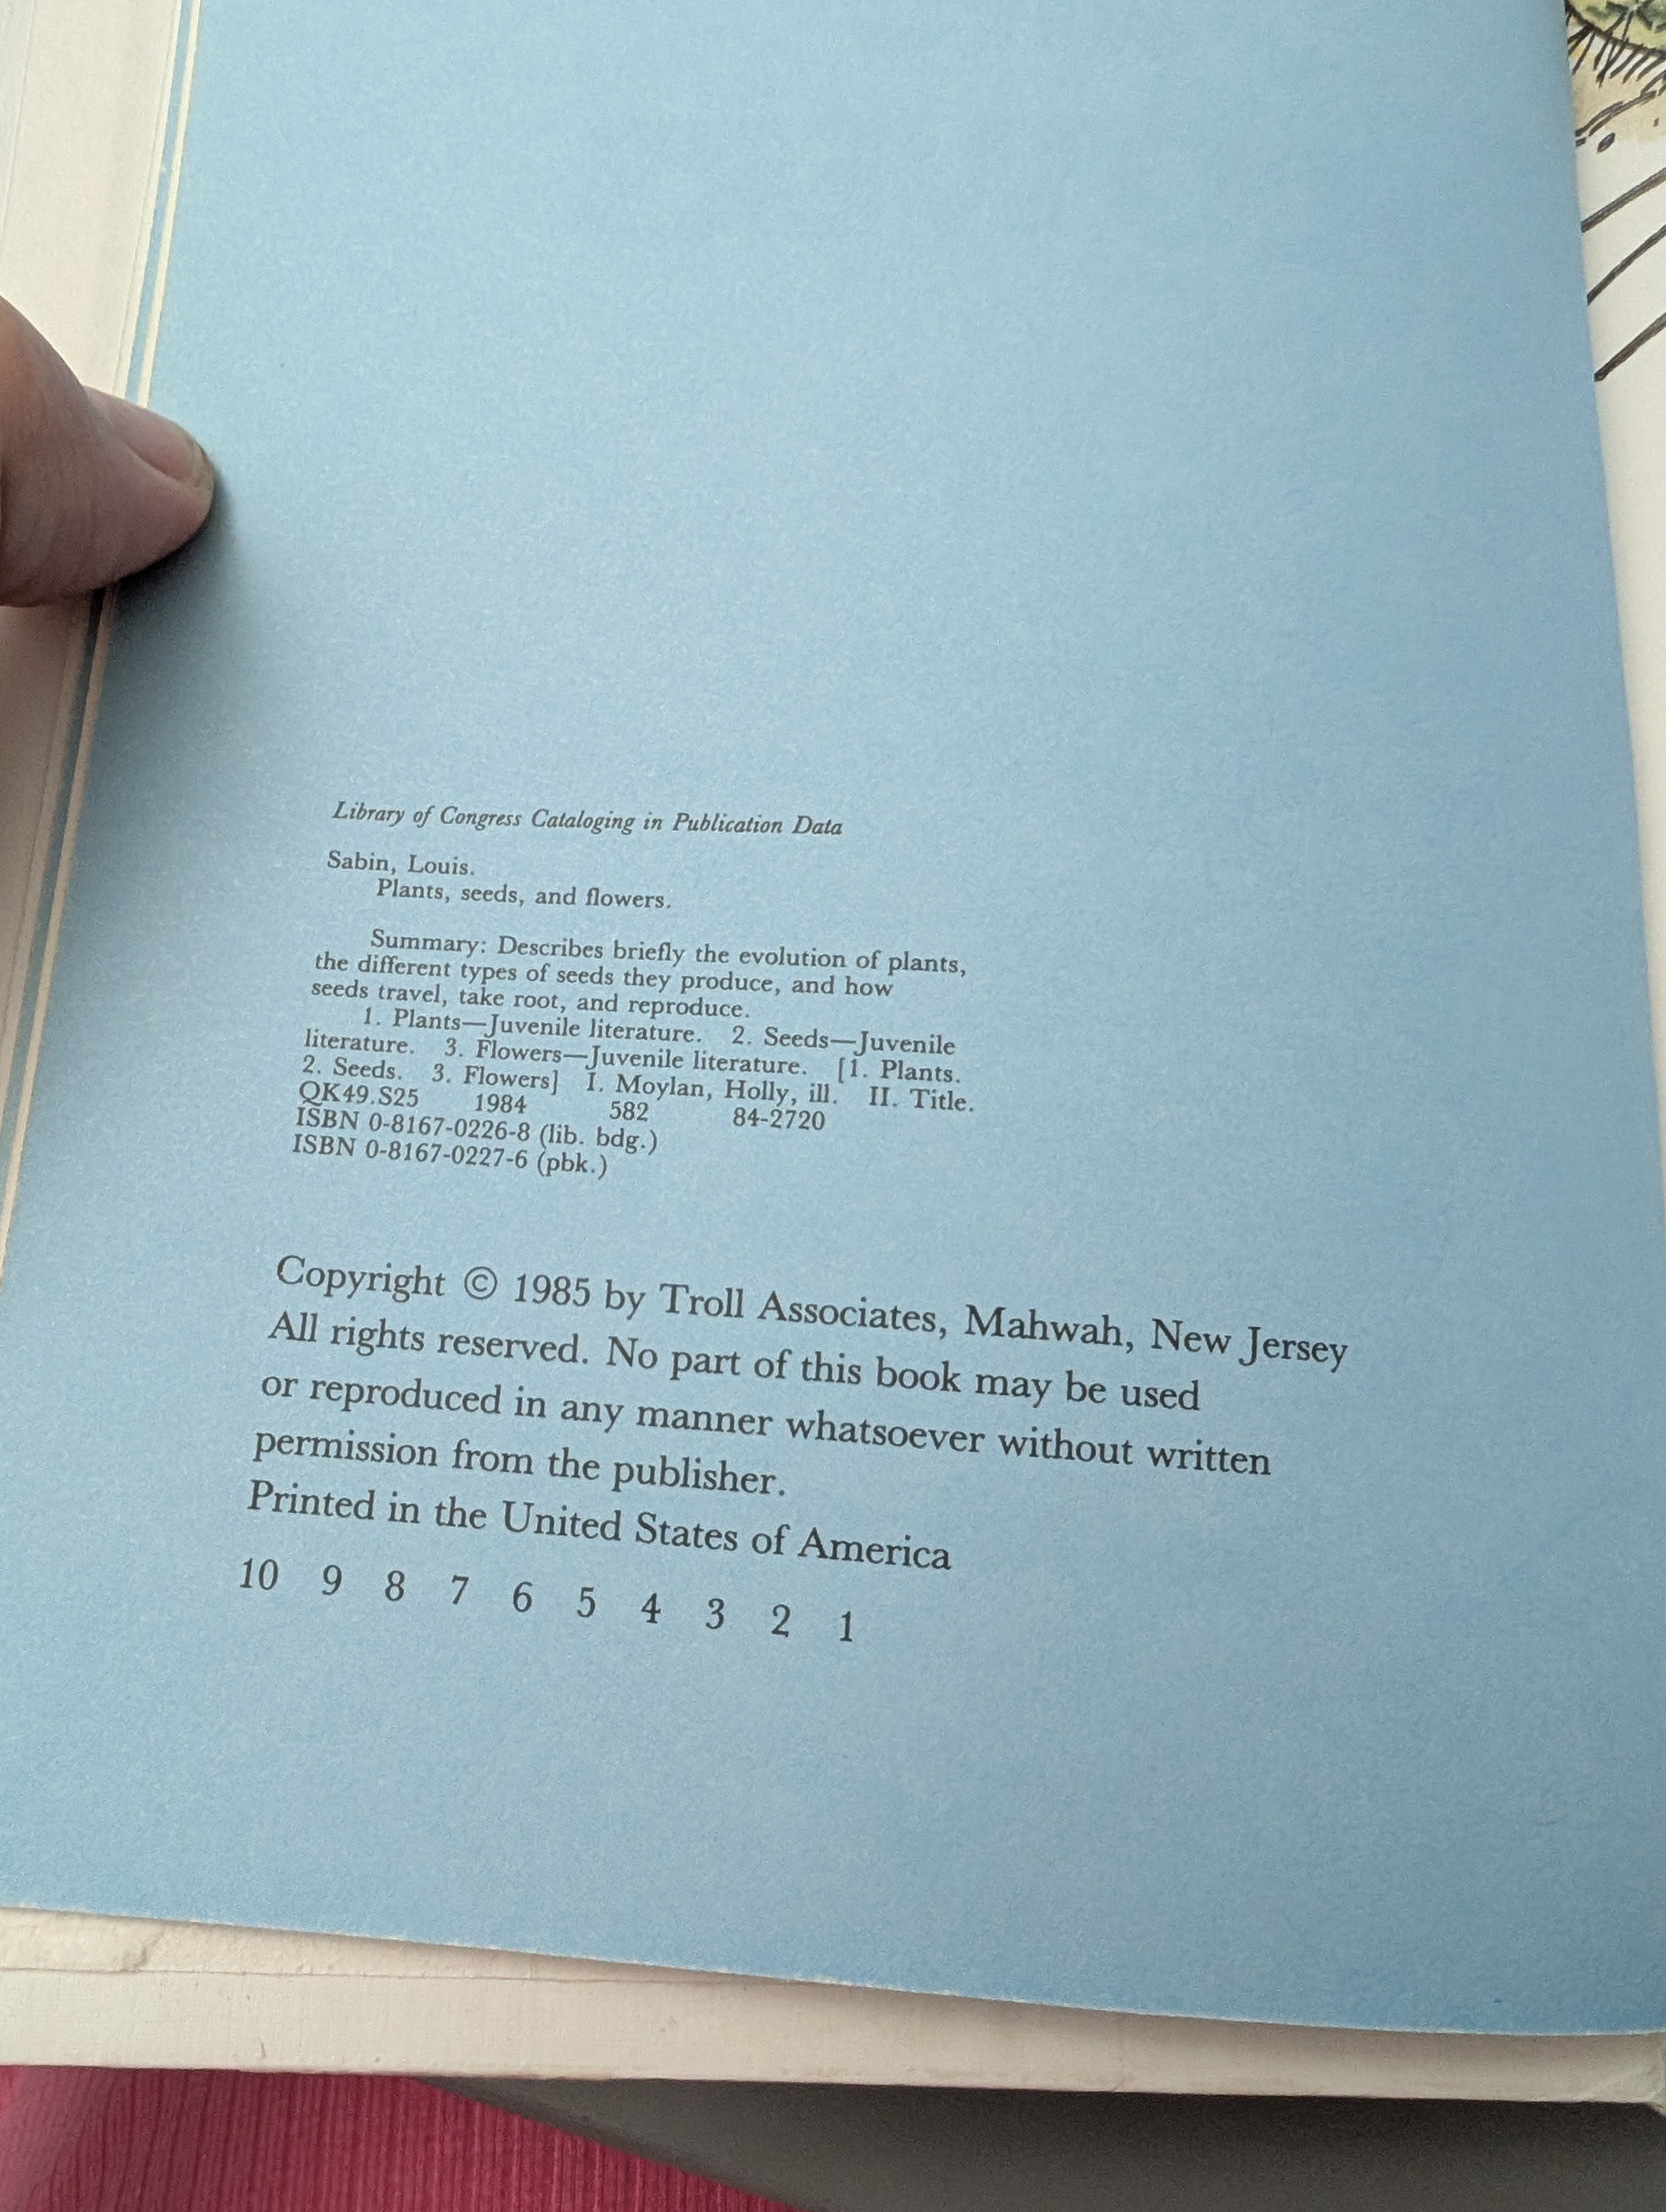 Library of Congress Cataloging in Publication Data
Sabin, Louis.
Plants, seeds, and flowers.
Summary: Describes briefly the evolution of plants,
the different types of seeds they produce, and how
seeds travel, take root, and reproduce.
1. Plants—Juvenile literature. 2. Seeds—Juvenile
literature. 3. Flowers—Juvenile literature. [1. Plants.
2. Seeds. 3. Flowers] I. Moylan, Holly, ill. II. Title.
QK49.S25 1984 582 84-2720
ISBN 0-8167-0226-8 (lib. bdg.)
ISBN 0-8167-0227-6 (pbk.)
Copyright © 1985 by Troll Associates, Mahwah, New Jersey
All rights reserved. No part of this book may be used
or reproduced in any manner whatsoever without written
permission from the publisher.
Printed in the United States of America
10 9 8 7 6 5 4 3 2 1